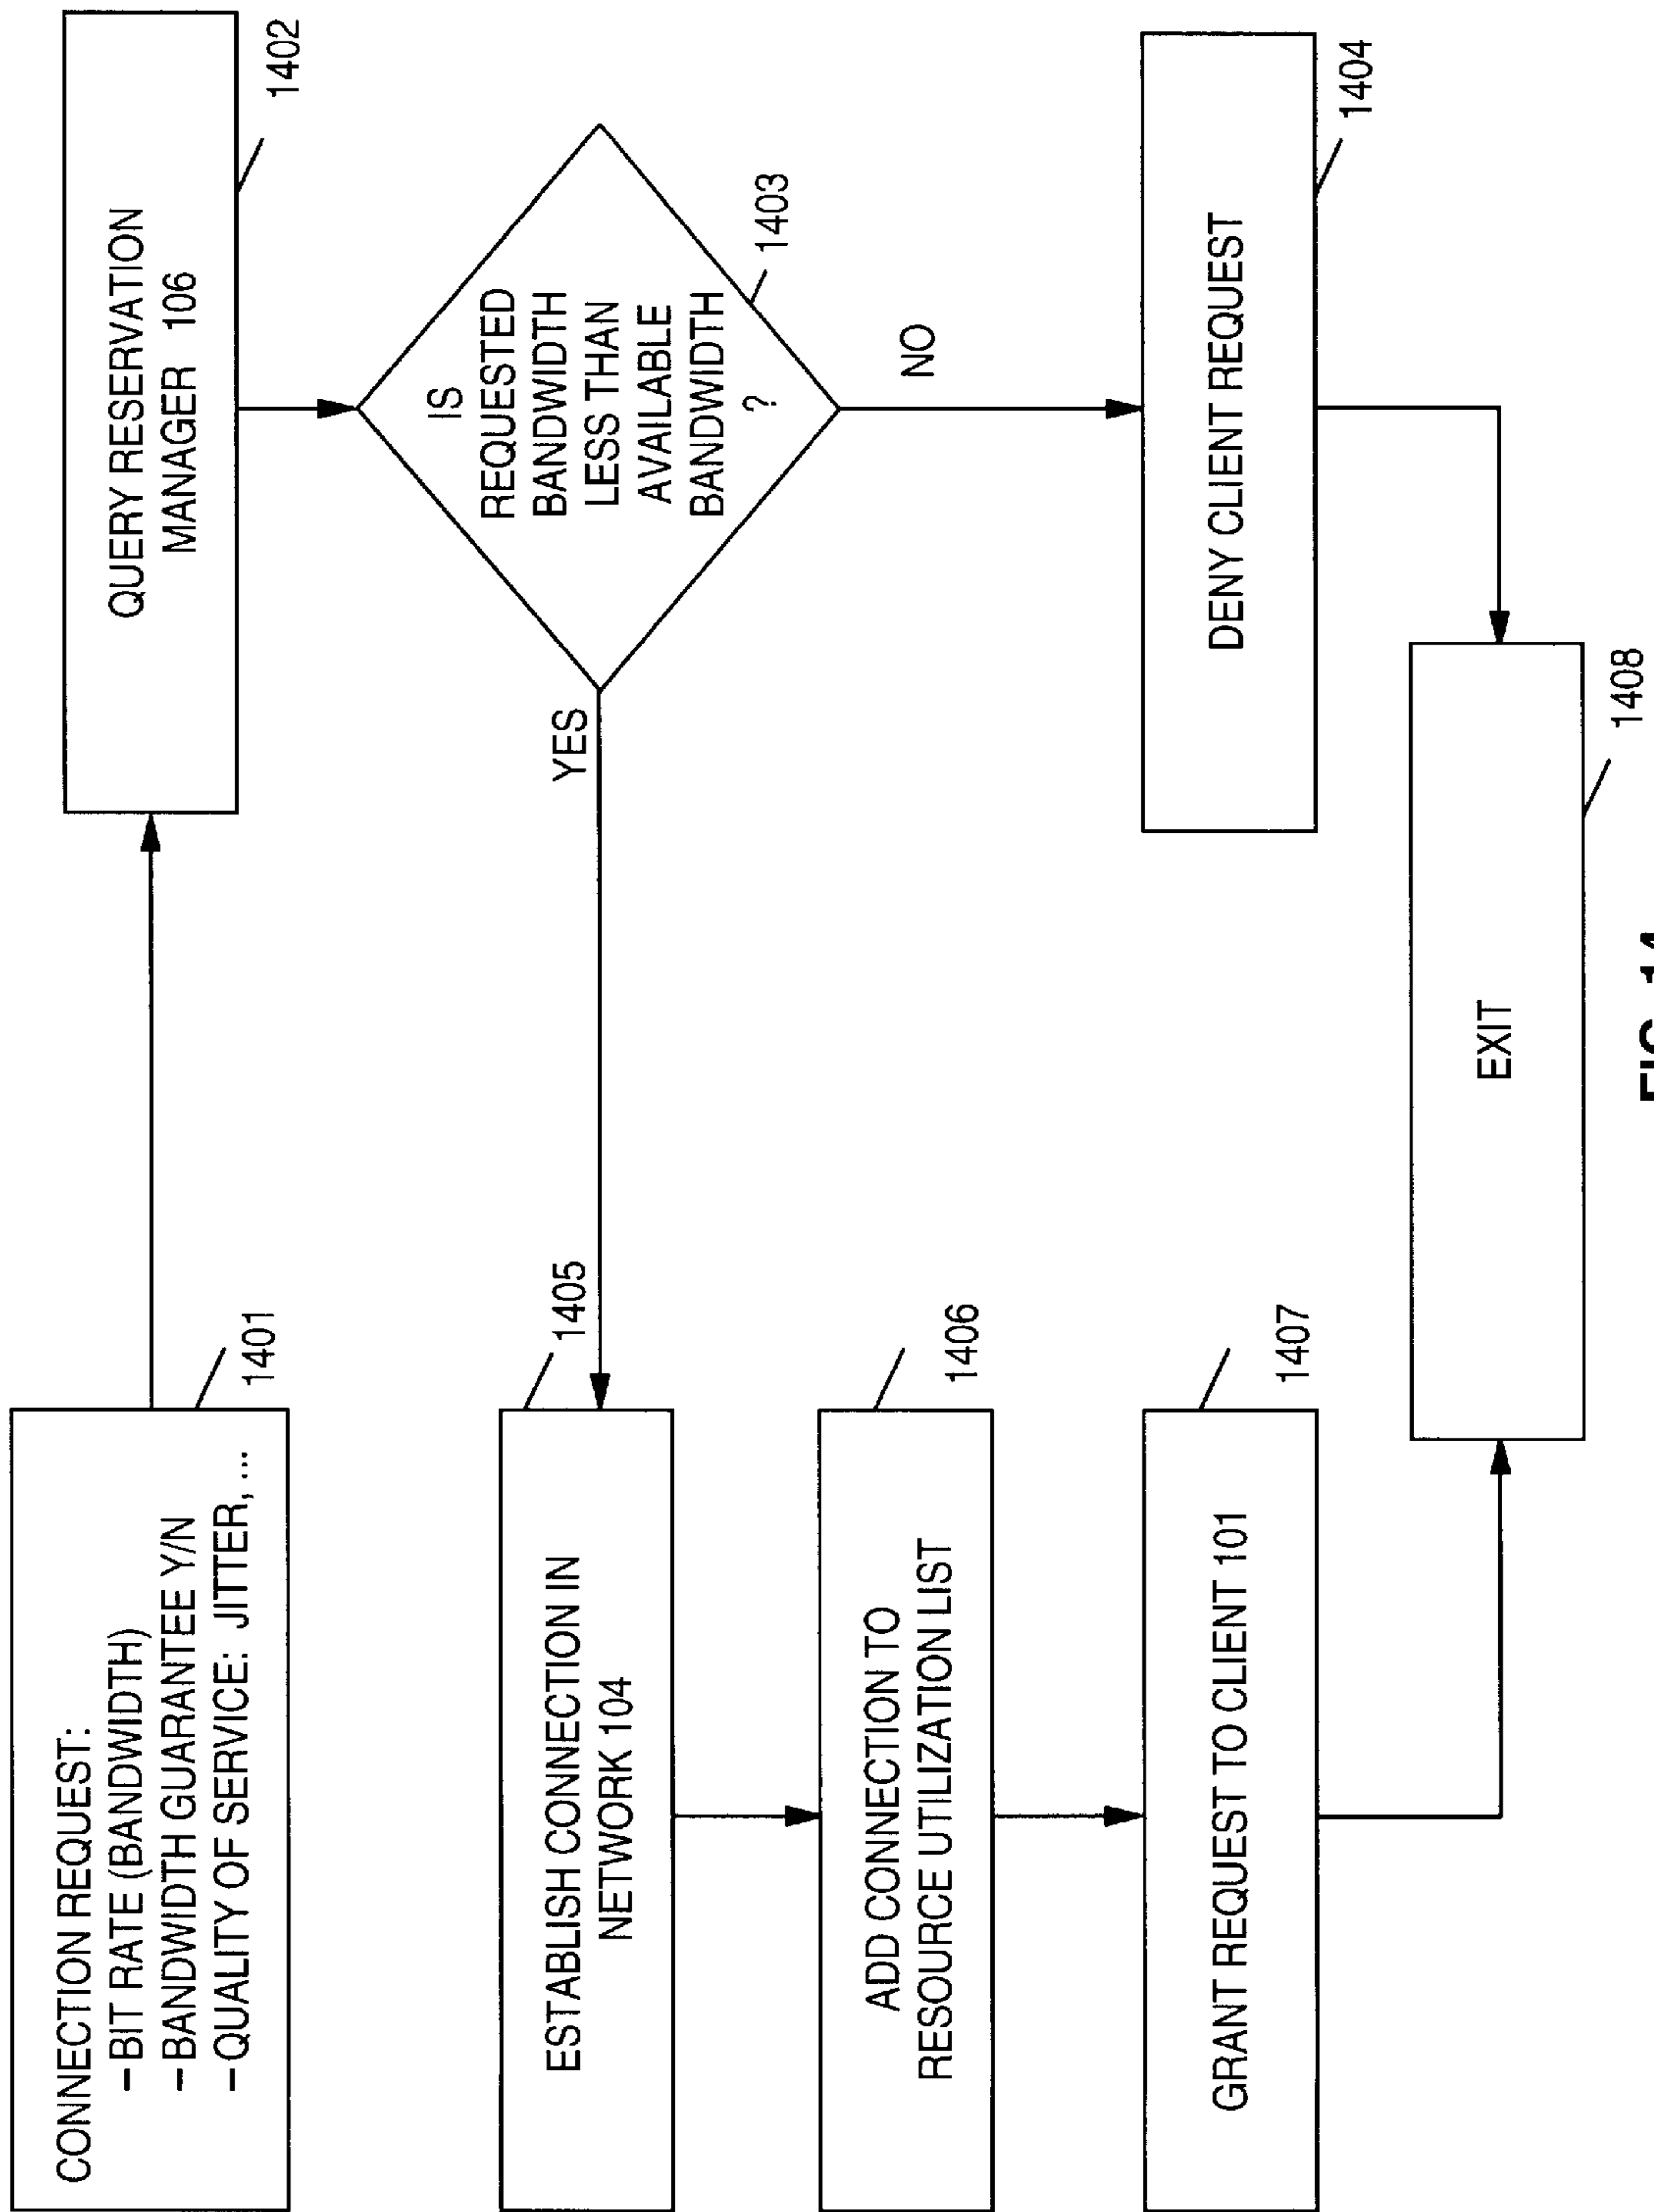 CONNECTION REQUEST:
– BIT RATE (BANDWIDTH)
– BANDWIDTH GUARANTEE Y/N
– QUALITY OF SERVICE: JITTER, ...
1401
QUERY RESERVATION
MANAGER 106
1402
IS
REQUESTED
BANDWIDTH
LESS THAN
AVAILABLE
BANDWIDTH
?
1403
YES
NO
ESTABLISH CONNECTION IN
NETWORK 104
1405
ADD CONNECTION TO
RESOURCE UTILIZATION LIST
1406
GRANT REQUEST TO CLIENT 101
1407
DENY CLIENT REQUEST
1404
EXIT
1408
FIG. 14